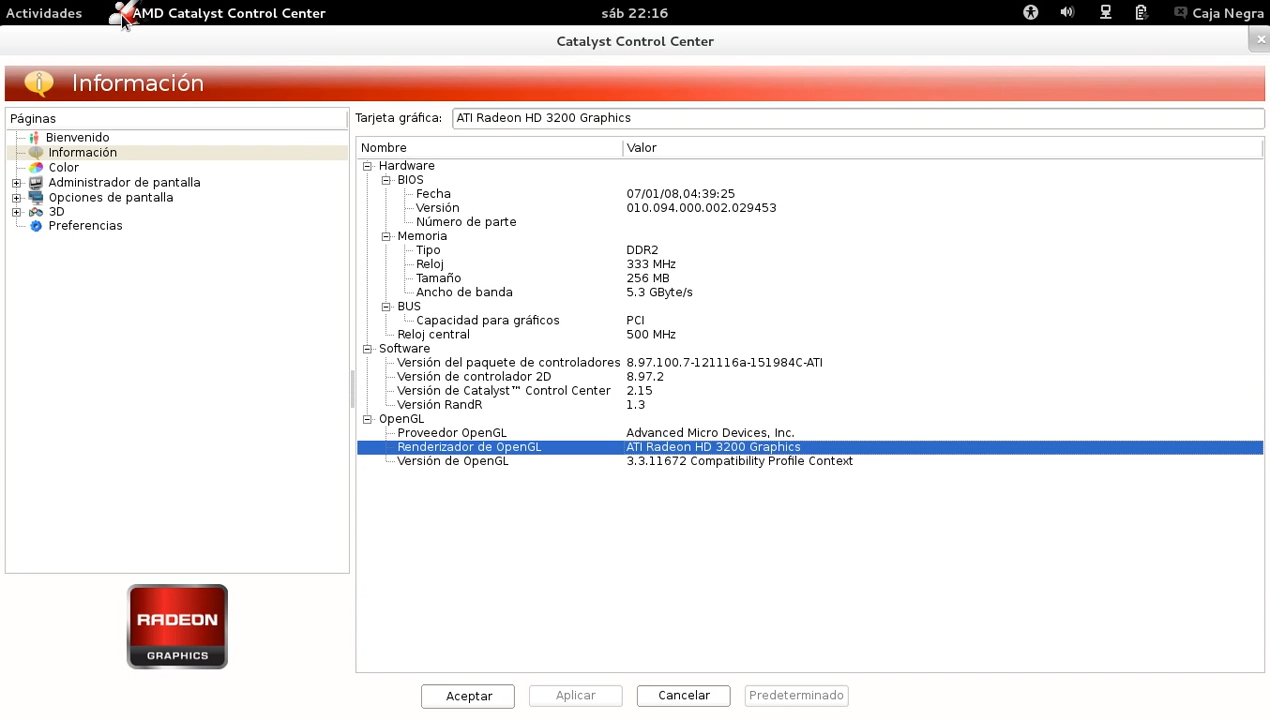 Actividades AMD Catalyst Control Center sáb 22:16 Caja Negra
Catalyst Control Center
Información
Páginas
Bienvenido
Información
Color
Administrador de pantalla
Opciones de pantalla
3D
Preferencias
RADEON
GRAPHICS
Tarjeta gráfica: ATI Radeon HD 3200 Graphics
Nombre Valor
Hardware
BIOS
Fecha 07/01/08,04:39:25
Versión 010.094.000.002.029453
Número de parte
Memoria
Tipo DDR2
Reloj 333 MHz
Tamaño 256 MB
Ancho de banda 5.3 GByte/s
BUS
Capacidad para gráficos PCI
Reloj central 500 MHz
Software
Versión del paquete de controladores 8.97.100.7-121116a-151984C-ATI
Versión de controlador 2D 8.97.2
Versión de Catalyst™ Control Center 2.15
Versión RandR 1.3
OpenGL
Proveedor OpenGL Advanced Micro Devices, Inc.
Renderizador de OpenGL ATI Radeon HD 3200 Graphics
Versión de OpenGL 3.3.11672 Compatibility Profile Context
Aceptar Aplicar Cancelar Predeterminado